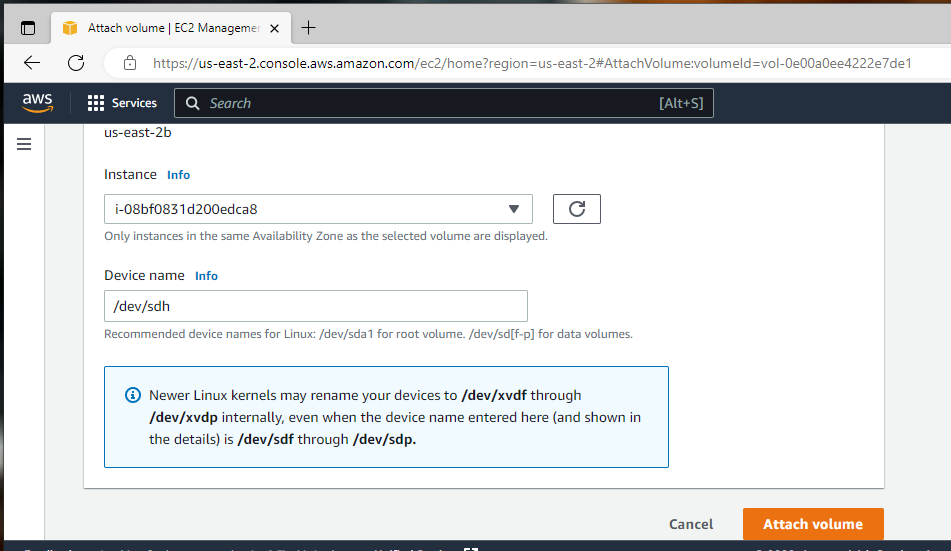 Attach volume | EC2 Managemen
https://us-east-2.console.aws.amazon.com/ec2/home?region=us-east-2#AttachVolume:volumeId=vol-0e00a0ee4222e7de1
aws
Services
Search
[Alt+S]
us-east-2b
Instance Info
i-08bf0831d200edca8
Only instances in the same Availability Zone as the selected volume are displayed.
Device name Info
/dev/sdh
Recommended device names for Linux: /dev/sda1 for root volume. /dev/sd[f-p] for data volumes.
Newer Linux kernels may rename your devices to /dev/xvdf through
/dev/xvdp internally, even when the device name entered here (and shown in
the details) is /dev/sdf through /dev/sdp.
Cancel
Attach volume